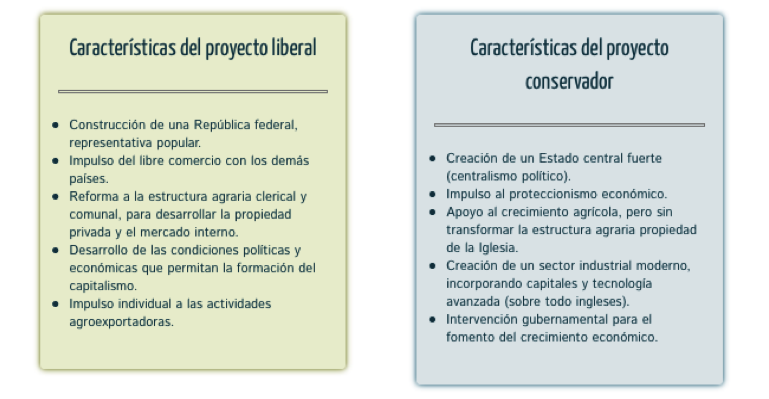 Características del proyecto liberal
• Construcción de una República federal,
representativa popular.
• Impulso del libre comercio con los demás
países.
• Reforma a la estructura agraria clerical y
comunal, para desarrollar la propiedad
privada y el mercado interno.
• Desarrollo de las condiciones políticas y
económicas que permitan la formación del
capitalismo.
• Impulso individual a las actividades
agroexportadoras.
Características del proyecto
conservador
• Creación de un Estado central fuerte
(centralismo político).
• Impulso al proteccionismo económico.
• Apoyo al crecimiento agrícola, pero sin
transformar la estructura agraria propiedad
de la Iglesia.
• Creación de un sector industrial moderno,
incorporando capitales y tecnología
avanzada (sobre todo ingleses).
• Intervención gubernamental para el
fomento del crecimiento económico.